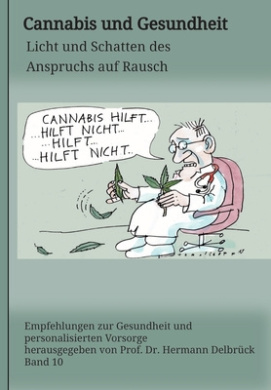 Cannabis und Gesundheit
Licht und Schatten des
Anspruchs auf Rausch
CANNABIS HILFT...
...HILFT NICHT...
...HILFT...
...HILFT NICHT..
Empfehlungen zur Gesundheit und
personalisierten Vorsorge
herausgegeben von Prof. Dr. Hermann Delbrück
Band 10